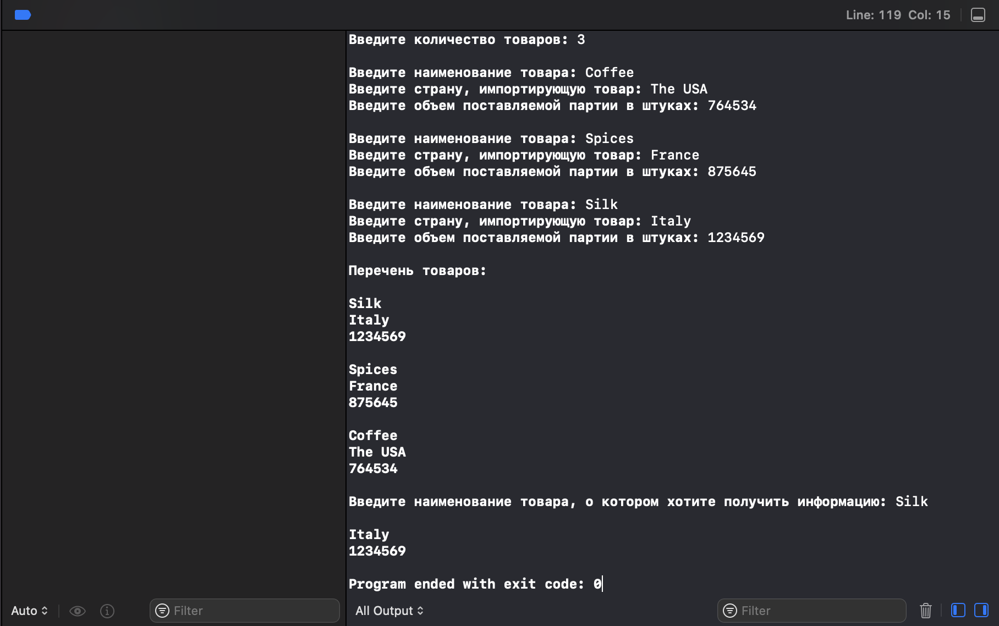 Line: 119 Col: 15
Введите количество товаров: 3
Введите наименование товара: Coffee
Введите страну, импортирующую товар: The USA
Введите объем поставляемой партии в штуках: 764534
Введите наименование товара: Spices
Введите страну, импортирующую товар: France
Введите объем поставляемой партии в штуках: 875645
Введите наименование товара: Silk
Введите страну, импортирующую товар: Italy
Введите объем поставляемой партии в штуках: 1234569
Перечень товаров:
Silk
Italy
1234569
Spices
France
875645
Coffee
The USA
764534
Введите наименование товара, о котором хотите получить информацию: Silk
Italy
1234569
Program ended with exit code: 0
Auto
Filter
All Output
Filter